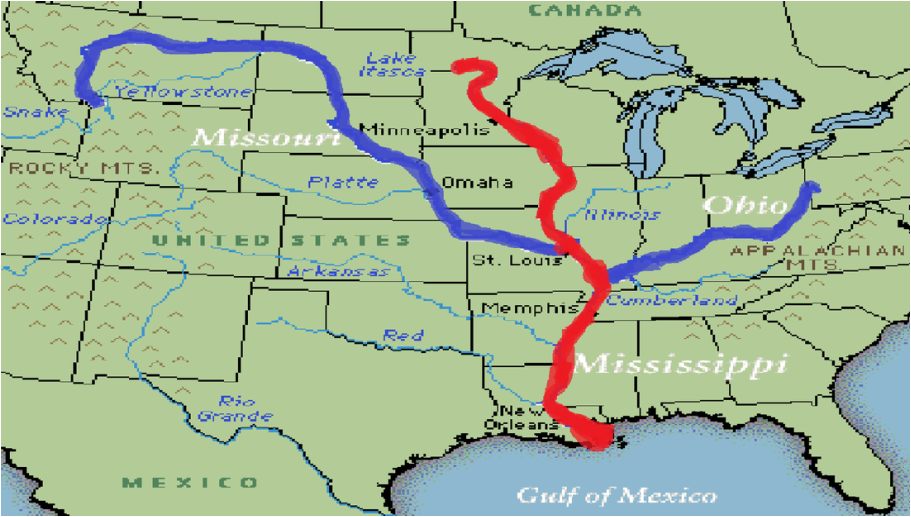 CANADA
Lake
Itasca
Yellowstone
Snake
Missouri
Minneapolis
ROCKY MTS.
Platte
Omaha
Ohio
Illinois
Colorado
UNITED STATES
St. Louis
APPALACHIAN
MTS.
Arkansas
Cumberland
Memphis
Red
Mississippi
Rio
Grande
New
Orleans
MEXICO
Gulf of Mexico